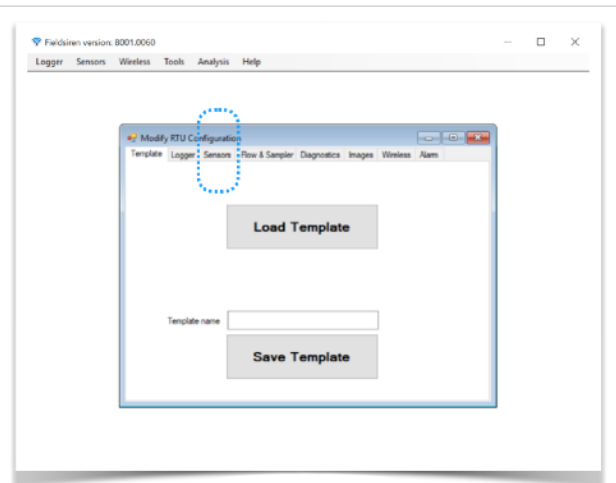 Fieldsiren version: 8001.0060
Logger Sensors Wireless Tools Analysis Help
Modify RTU Configuration
Template Logger Sensors Flow & Sampler Diagnostics Images Wireless Alarm
Load Template
Template name
Save Template